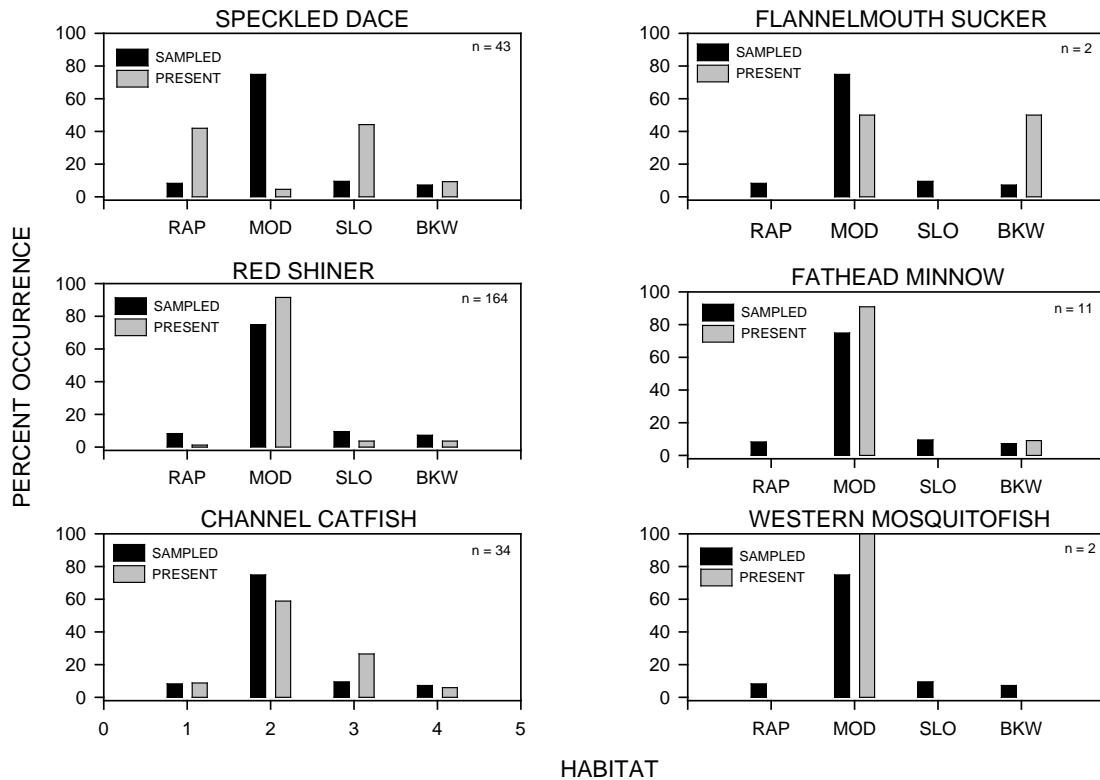 SPECKLED DACE
100
80
60
40
20
0
SAMPLED
PRESENT
n = 43
RAP MOD SLO BKW
FLANNELMOUTH SUCKER
100
80
60
40
20
0
SAMPLED
PRESENT
n = 2
RAP MOD SLO BKW
PERCENT OCCURRENCE
RED SHINER
100
80
60
40
20
0
SAMPLED
PRESENT
n = 164
RAP MOD SLO BKW
FATHEAD MINNOW
100
80
60
40
20
0
SAMPLED
PRESENT
n = 11
RAP MOD SLO BKW
CHANNEL CATFISH
100
80
60
40
20
0
SAMPLED
PRESENT
n = 34
0 1 2 3 4 5
WESTERN MOSQUITOFISH
100
80
60
40
20
0
SAMPLED
PRESENT
n = 2
RAP MOD SLO BKW
HABITAT